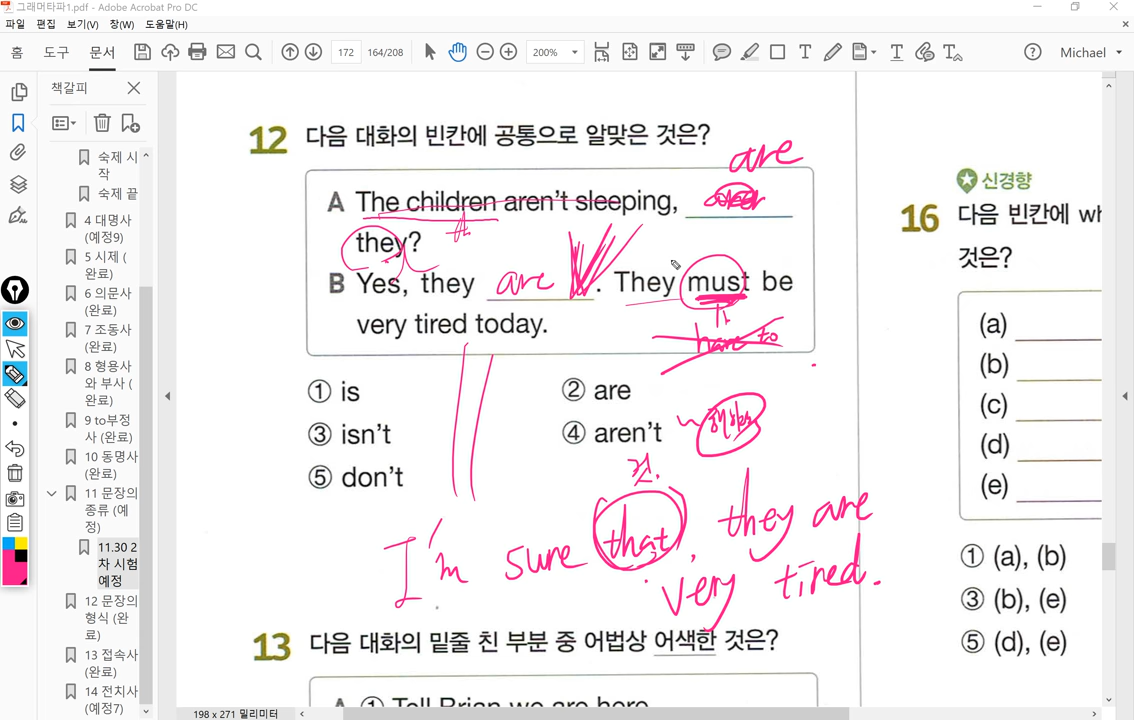 그래머타파1.pdf - Adobe Acrobat Pro DC
파일 편집 보기(V) 창(W) 도움말(H)
홈 도구 문서 172 164/208 200% Michael
책갈피
숙제 시작
숙제 끝
4 대명사 (예정9)
5 시제 (완료)
6 의문사 (완료)
7 조동사 (완료)
8 형용사와 부사 (완료)
9 to부정사 (완료)
10 동명사 (완료)
11 문장의 종류 (예정)
11.30 2차 시험 예정
12 문장의 형식 (완료)
13 접속사 (완료)
14 전치사 (예정7)
12 다음 대화의 빈칸에 공통으로 알맞은 것은?
are
A The children aren't sleeping,
they?
B Yes, they are . They must be
very tired today.
have to
① is ② are
③ isn't ④ aren't
⑤ don't
것.
I'm sure that, they are
very tired.
13 다음 대화의 밑줄 친 부분 중 어법상 어색한 것은?
A ① Tell Brian we are here
신경향
16 다음 빈칸에 wh
것은?
(a)
(b)
(c)
(d)
(e)
① (a), (b)
③ (b), (e)
⑤ (d), (e)
198 x 271 밀리미터